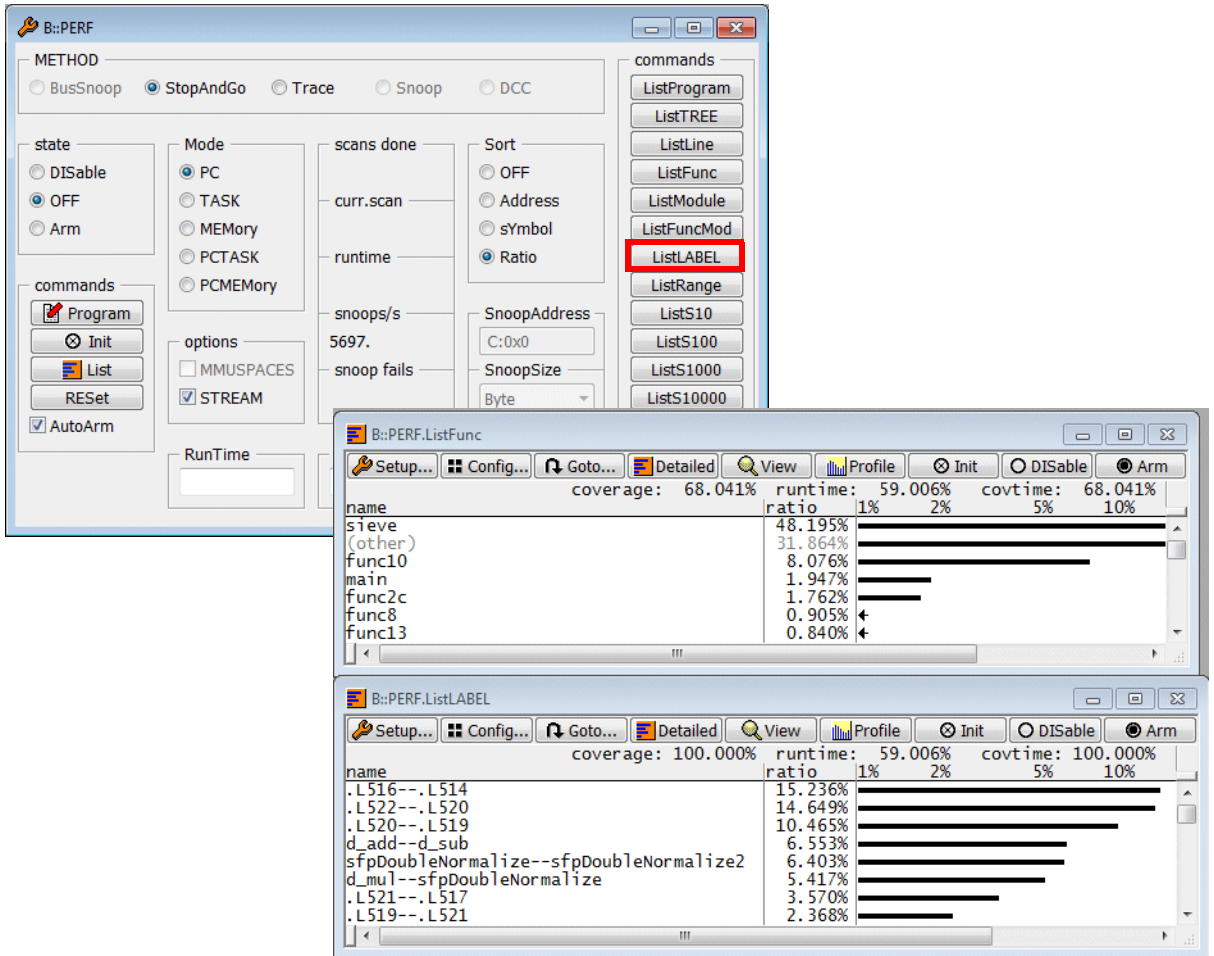 B::PERF
METHOD
BusSnoop StopAndGo Trace Snoop DCC
state
DISable
OFF
Arm
commands
Program
Init
List
RESet
AutoArm
Mode
PC
TASK
MEMory
PCTASK
PCMEMory
options
MMUSPACES
STREAM
RunTime
scans done
curr.scan
runtime
snoops/s
5697.
snoop fails
Sort
OFF
Address
sYmbol
Ratio
SnoopAddress
C:0x0
SnoopSize
Byte
commands
ListProgram
ListTREE
ListLine
ListFunc
ListModule
ListFuncMod
ListLABEL
ListRange
ListS10
ListS100
ListS1000
ListS10000
B::PERF.ListFunc
Setup... Config... Goto... Detailed View Profile Init DISable Arm
coverage: 68.041% runtime: 59.006% covtime: 68.041%
name ratio 1% 2% 5% 10%
sieve 48.195%
(other) 31.864%
func10 8.076%
main 1.947%
func2c 1.762%
func8 0.905%
func13 0.840%
B::PERF.ListLABEL
Setup... Config... Goto... Detailed View Profile Init DISable Arm
coverage: 100.000% runtime: 59.006% covtime: 100.000%
name ratio 1% 2% 5% 10%
.L516--.L514 15.236%
.L522--.L520 14.649%
.L520--.L519 10.465%
d_add--d_sub 6.553%
sfpDoubleNormalize--sfpDoubleNormalize2 6.403%
d_mul--sfpDoubleNormalize 5.417%
.L521--.L517 3.570%
.L519--.L521 2.368%